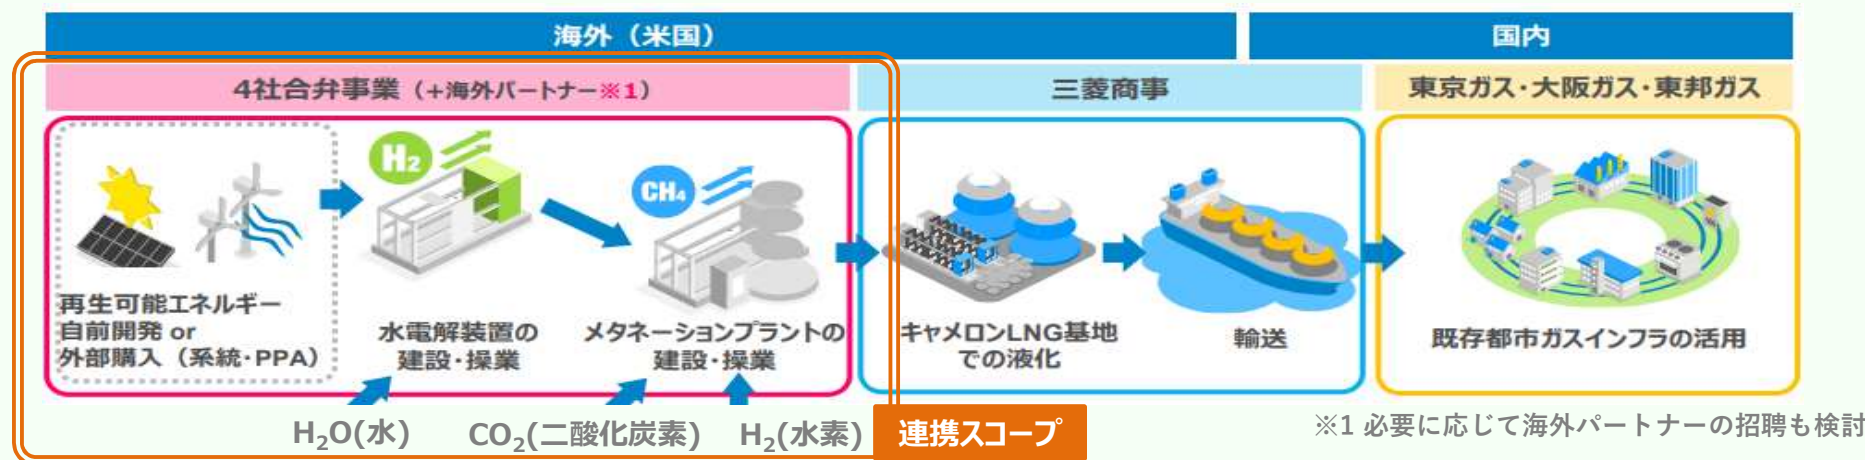 海外（米国）
国内
4社合弁事業（+海外パートナー※1）
三菱商事
東京ガス・大阪ガス・東邦ガス
H₂
CH₄
再生可能エネルギー
自前開発 or
外部購入（系統・PPA）
水電解装置の
建設・操業
メタネーションプラントの
建設・操業
キャメロンLNG基地
での液化
輸送
既存都市ガスインフラの活用
H₂O(水)
CO₂(二酸化炭素)
H₂(水素)
連携スコープ
※1 必要に応じて海外パートナーの招聘も検討